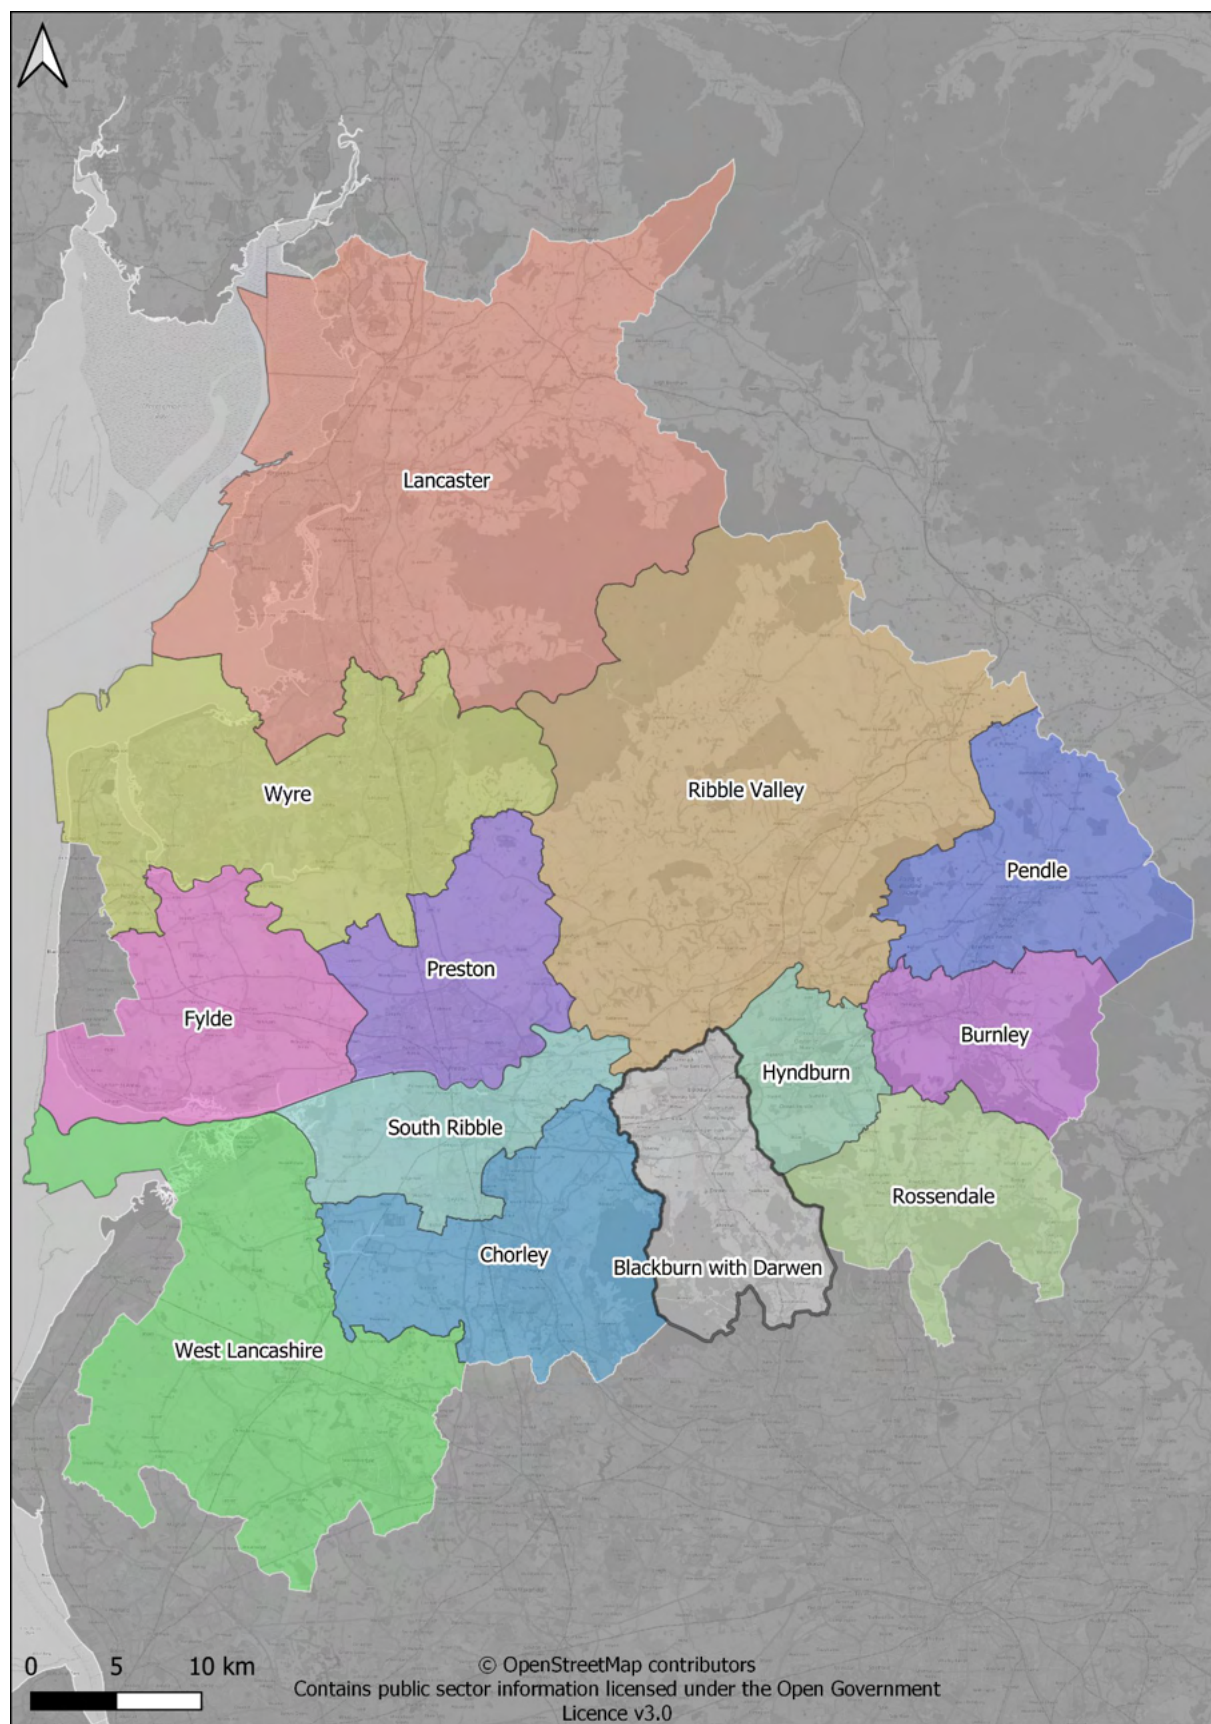 Lancaster
Wyre
Ribble Valley
Pendle
Preston
Fylde
Burnley
Hyndburn
South Ribble
Rossendale
Chorley
Blackburn with Darwen
West Lancashire
0 5 10 km
© OpenStreetMap contributors
Contains public sector information licensed under the Open Government
Licence v3.0